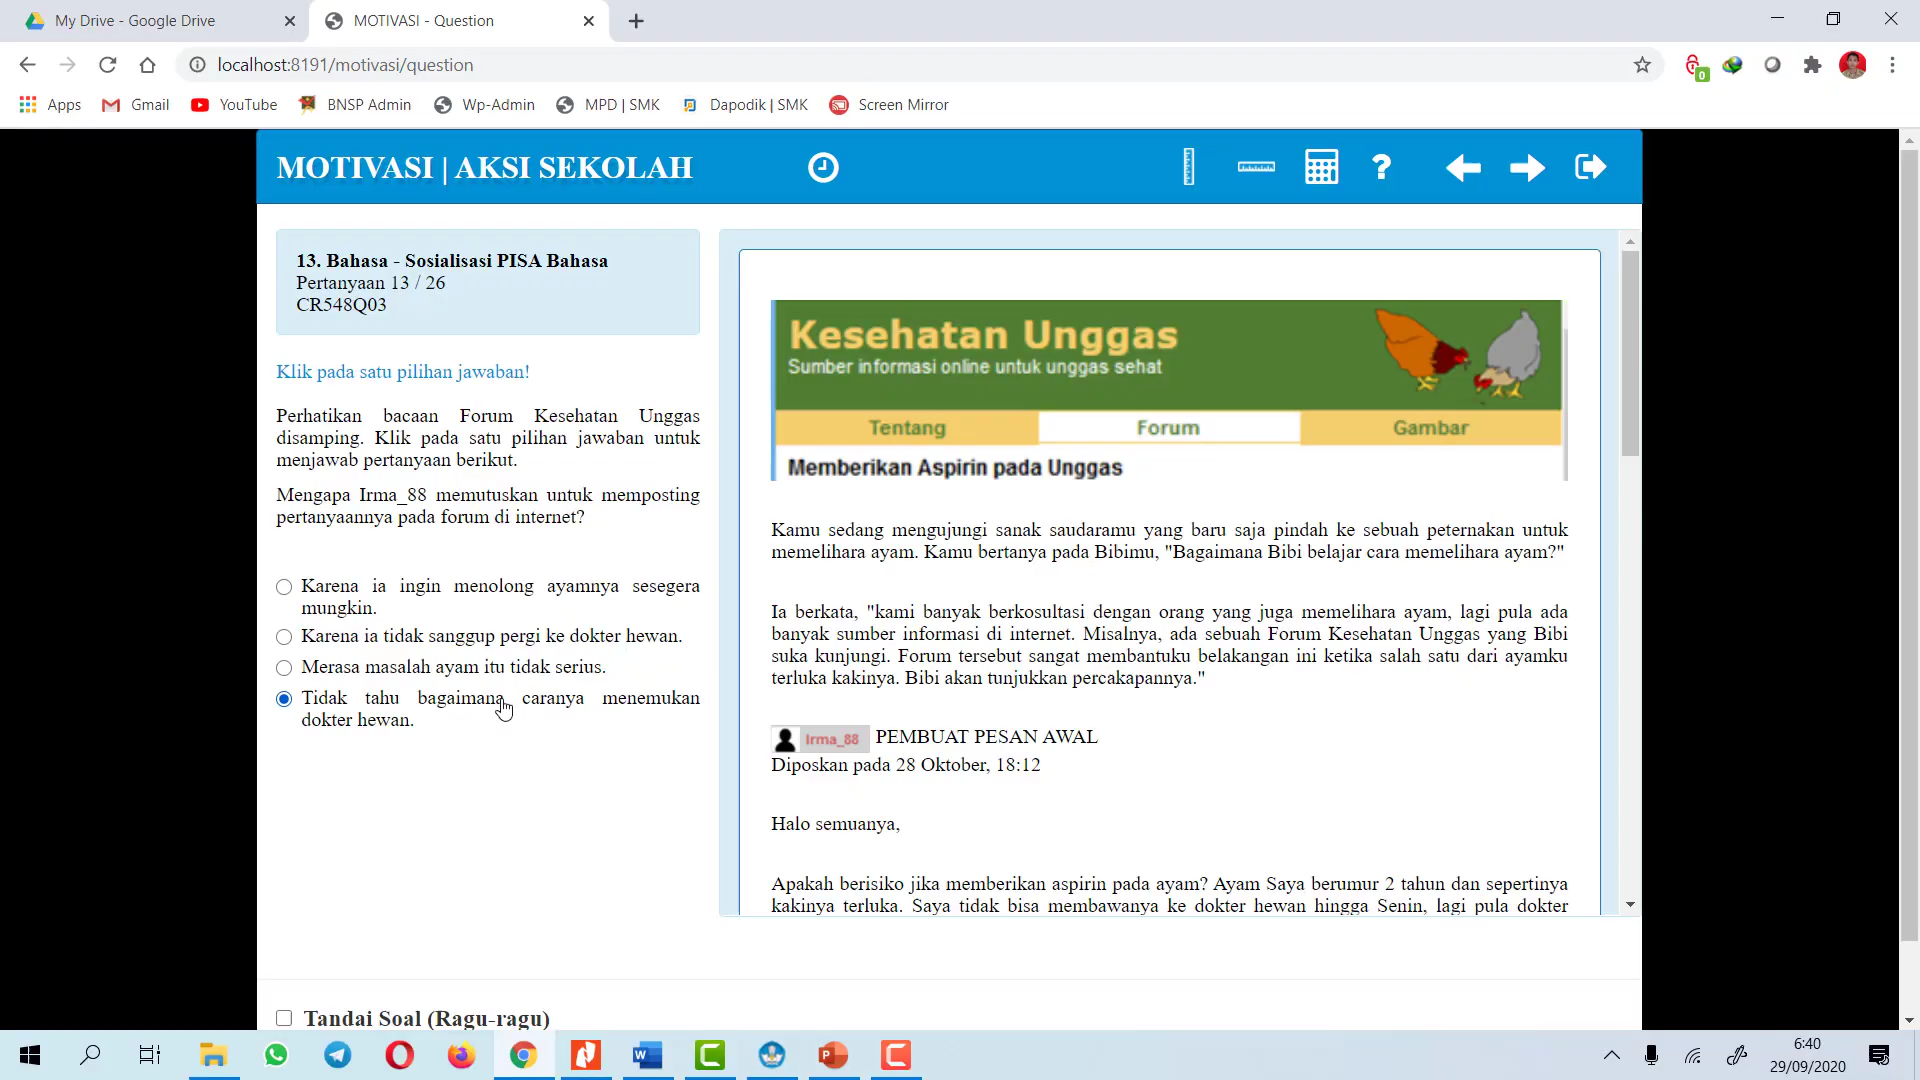 My Drive - Google Drive
MOTIVASI - Question
localhost:8191/motivasi/question
0
Apps
Gmail
YouTube
BNSP Admin
Wp-Admin
MPD | SMK
Dapodik | SMK
Screen Mirror
MOTIVASI | AKSI SEKOLAH
13. Bahasa - Sosialisasi PISA Bahasa
Pertanyaan 13 / 26
CR548Q03
Klik pada satu pilihan jawaban!
Perhatikan bacaan Forum Kesehatan Unggas
disamping. Klik pada satu pilihan jawaban untuk
menjawab pertanyaan berikut.
Mengapa Irma_88 memutuskan untuk memposting
pertanyaannya pada forum di internet?
Karena ia ingin menolong ayamnya sesegera
mungkin.
Karena ia tidak sanggup pergi ke dokter hewan.
Merasa masalah ayam itu tidak serius.
Tidak tahu bagaimana caranya menemukan
dokter hewan.
Kesehatan Unggas
Sumber informasi online untuk unggas sehat
Tentang
Forum
Gambar
Memberikan Aspirin pada Unggas
Kamu sedang mengujungi sanak saudaramu yang baru saja pindah ke sebuah peternakan untuk
memelihara ayam. Kamu bertanya pada Bibimu, "Bagaimana Bibi belajar cara memelihara ayam?"
Ia berkata, "kami banyak berkosultasi dengan orang yang juga memelihara ayam, lagi pula ada
banyak sumber informasi di internet. Misalnya, ada sebuah Forum Kesehatan Unggas yang Bibi
suka kunjungi. Forum tersebut sangat membantuku belakangan ini ketika salah satu dari ayamku
terluka kakinya. Bibi akan tunjukkan percakapannya."
Irma_88 PEMBUAT PESAN AWAL
Diposkan pada 28 Oktober, 18:12
Halo semuanya,
Apakah berisiko jika memberikan aspirin pada ayam? Ayam Saya berumur 2 tahun dan sepertinya
kakinya terluka. Saya tidak bisa membawanya ke dokter hewan hingga Senin, lagi pula dokter
Tandai Soal (Ragu-ragu)
6:40
29/09/2020